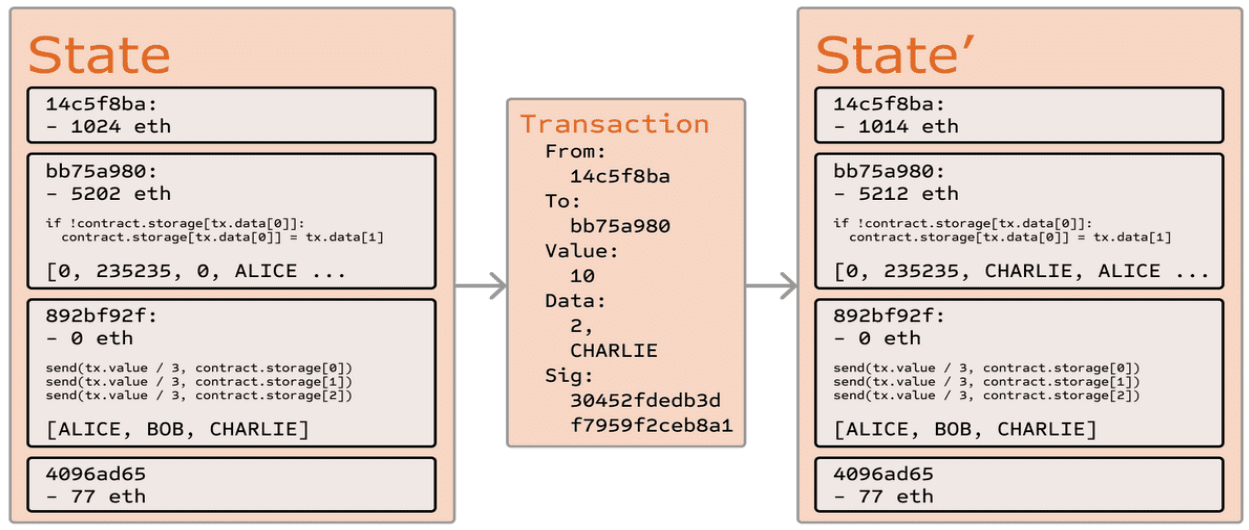 State
14c5f8ba:
- 1024 eth
bb75a980:
- 5202 eth
if !contract.storage[tx.data[0]]:
contract.storage[tx.data[0]] = tx.data[1]
[0, 235235, 0, ALICE ...
892bf92f:
- 0 eth
send(tx.value / 3, contract.storage[0])
send(tx.value / 3, contract.storage[1])
send(tx.value / 3, contract.storage[2])
[ALICE, BOB, CHARLIE]
4096ad65
- 77 eth
Transaction
From:
14c5f8ba
To:
bb75a980
Value:
10
Data:
2,
CHARLIE
Sig:
30452fdedb3d
f7959f2ceb8a1
State’
14c5f8ba:
- 1014 eth
bb75a980:
- 5212 eth
if !contract.storage[tx.data[0]]:
contract.storage[tx.data[0]] = tx.data[1]
[0, 235235, CHARLIE, ALICE ...
892bf92f:
- 0 eth
send(tx.value / 3, contract.storage[0])
send(tx.value / 3, contract.storage[1])
send(tx.value / 3, contract.storage[2])
[ALICE, BOB, CHARLIE]
4096ad65
- 77 eth